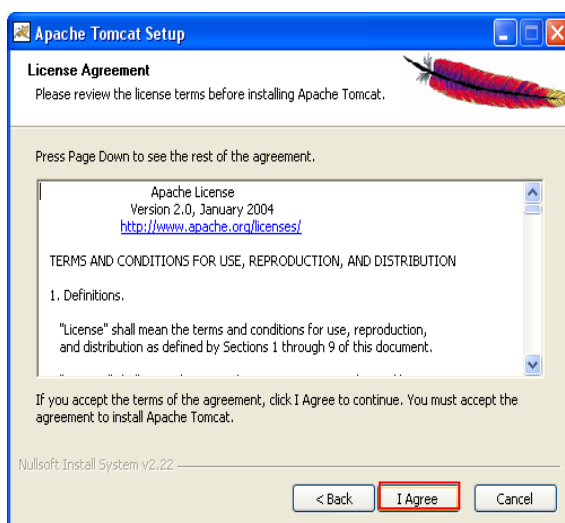 Apache Tomcat Setup
License Agreement
Please review the license terms before installing Apache Tomcat.
Press Page Down to see the rest of the agreement.
Apache License
Version 2.0, January 2004
http://www.apache.org/licenses/
TERMS AND CONDITIONS FOR USE, REPRODUCTION, AND DISTRIBUTION
1. Definitions.
"License" shall mean the terms and conditions for use, reproduction,
and distribution as defined by Sections 1 through 9 of this document.
If you accept the terms of the agreement, click I Agree to continue. You must accept the
agreement to install Apache Tomcat.
Nullsoft Install System v2.22
< Back
I Agree
Cancel